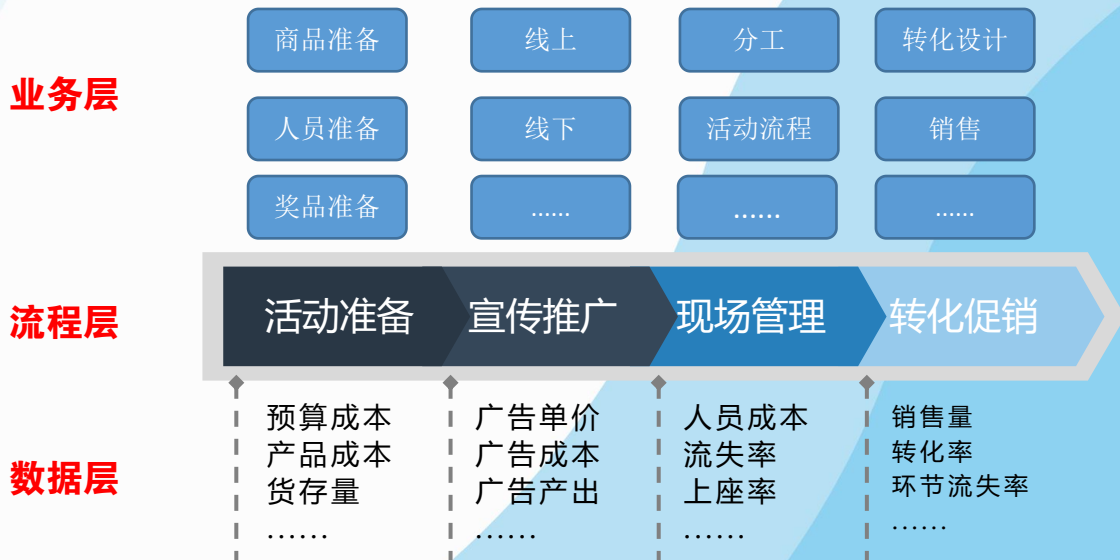 商品准备
线上
分工
转化设计
业务层
人员准备
线下
活动流程
销售
奖品准备
......
......
......
流程层
活动准备
宣传推广
现场管理
转化促销
数据层
预算成本
产品成本
货存量
......
广告单价
广告成本
广告产出
......
人员成本
流失率
上座率
......
销售量
转化率
环节流失率
......